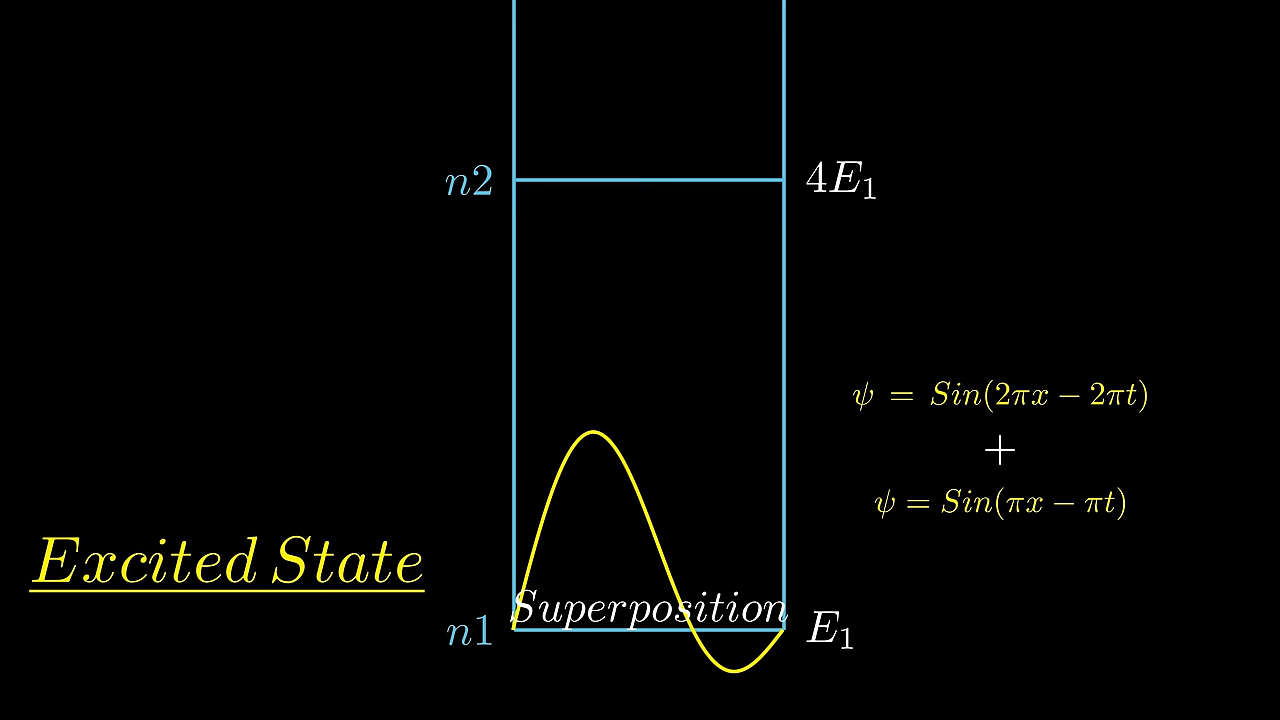 n2
4E₁
ψ = Sin(2πx − 2πt)
+
ψ = Sin(πx − πt)
Excited State
Superposition
n1
E₁